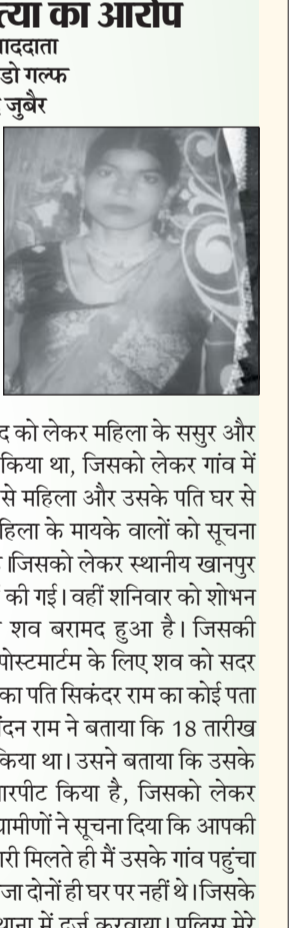 त्या का आरोप
ाददाता
डो गल्फ
जुबैर
द को लेकर महिला के ससुर और
किया था, जिसको लेकर गांव में
से महिला और उसके पति घर से
हिला के मायके वालों को सूचना
।जिसको लेकर स्थानीय खानपुर
की गई। वहीं शनिवार को शोभन
शव बरामद हुआ है। जिसकी
पोस्टमार्टम के लिए शव को सदर
का पति सिकंदर राम का कोई पता
ंदन राम ने बताया कि 18 तारीख
किया था। उसने बताया कि उसके
ारपीट किया है, जिसको लेकर
ग्रामीणों ने सूचना दिया कि आपकी
ारी मिलते ही मैं उसके गांव पहुंचा
जा दोनों ही घर पर नहीं थे।जिसके
थाना में दर्ज करवाया। पुलिस मेरे